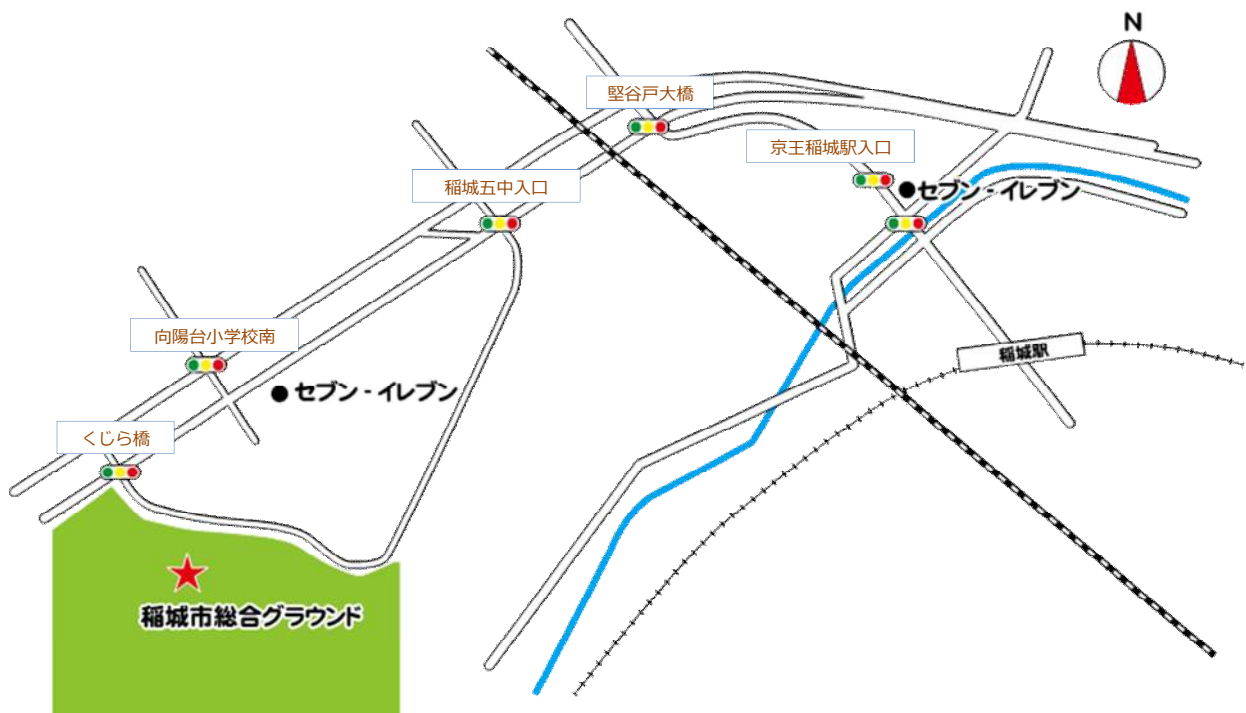 N
堅谷戸大橋
京王稲城駅入口
稲城五中入口
セブン - イレブン
向陽台小学校南
稲城駅
セブン - イレブン
くじら橋
稲城市総合グラウンド